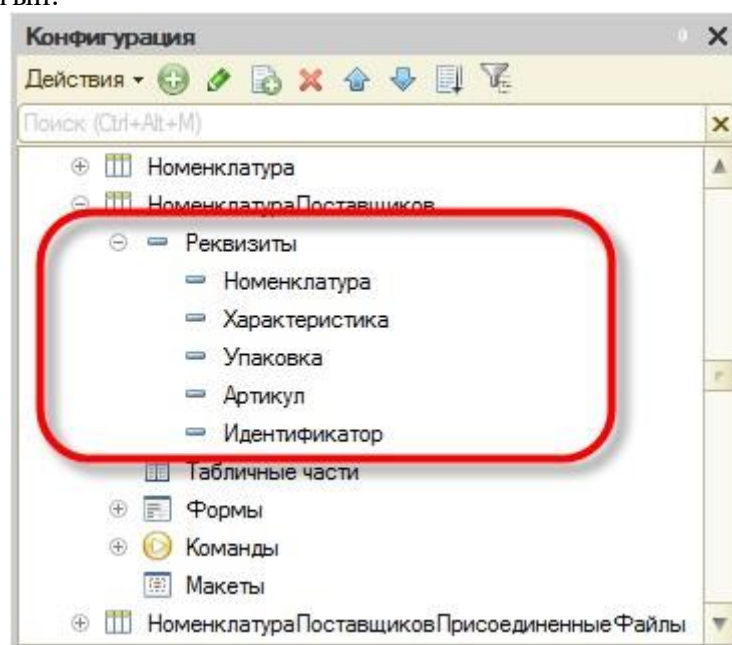 Конфигурация
Действия
Поиск (Ctrl+Alt+M)
Номенклатура
НоменклатураПоставщиков
Реквизиты
Номенклатура
Характеристика
Упаковка
Артикул
Идентификатор
Табличные части
Формы
Команды
Макеты
НоменклатураПоставщиковПрисоединенныеФайлы